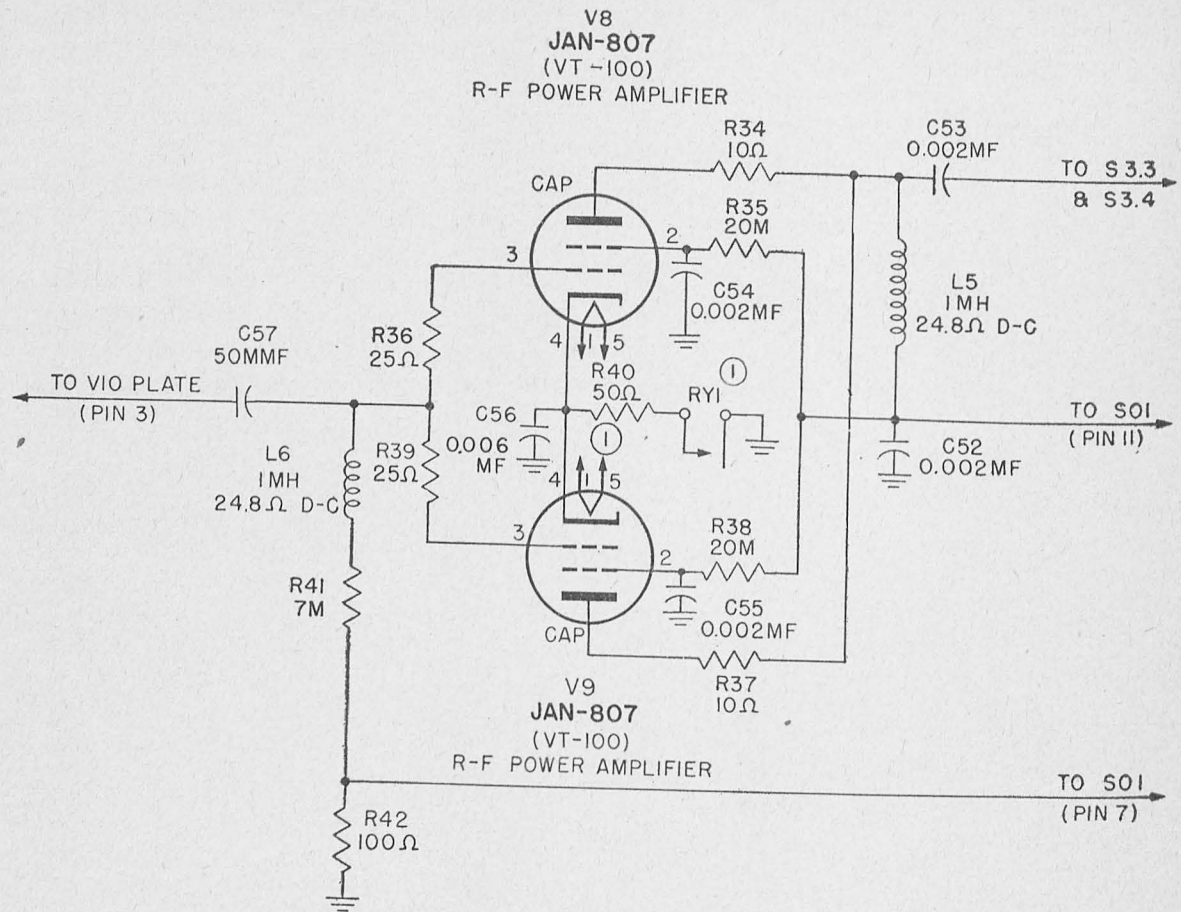 V8
JAN-807
(VT-100)
R-F POWER AMPLIFIER
R34
10Ω
C53
0.002MF
TO S3.3
& S3.4
CAP
R35
20M
2
3
C54
0.002MF
L5
1MH
24.8Ω D-C
C57
50MMF
R36
25Ω
4
1
5
R40
50Ω
RY1
1
TO V10 PLATE
(PIN 3)
C56
0.006
MF
1
TO SO1
(PIN 11)
C52
0.002MF
L6
1MH
24.8Ω D-C
R39
25Ω
4
1
5
3
R38
20M
2
R41
7M
C55
0.002MF
CAP
R37
10Ω
V9
JAN-807
(VT-100)
R-F POWER AMPLIFIER
TO SO1
(PIN 7)
R42
100Ω